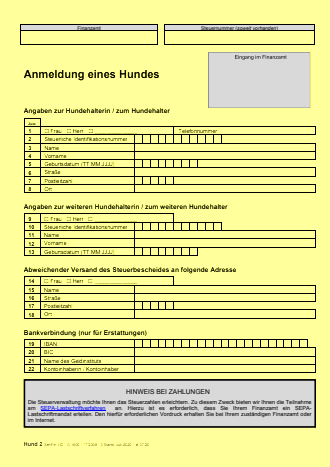 Finanzamt
Steuernummer (soweit vorhanden)
Eingang im Finanzamt
Anmeldung eines Hundes
Angaben zur Hundehalterin / zum Hundehalter
Zeile
1 ☐ Frau ☐ Herr ☐ Telefonnummer
2 Steuerliche Identifikationsnummer
3 Name
4 Vorname
5 Geburtsdatum (TT.MM.JJJJ)
6 Straße
7 Postleitzahl
8 Ort
Angaben zur weiteren Hundehalterin / zum weiteren Hundehalter
9 ☐ Frau ☐ Herr ☐
10 Steuerliche Identifikationsnummer
11 Name
12 Vorname
13 Geburtsdatum (TT.MM.JJJJ)
Abweichender Versand des Steuerbescheides an folgende Adresse
14 ☐ Frau ☐ Herr ☐
15 Name
16 Straße
17 Postleitzahl
18 Ort
Bankverbindung (nur für Erstattungen)
19 IBAN
20 BIC
21 Name des Geldinstituts
22 Kontoinhaberin / Kontoinhaber
HINWEIS BEI ZAHLUNGEN
Die Steuerverwaltung möchte Ihnen das Steuerzahlen erleichtern. Zu diesem Zweck bieten wir Ihnen die Teilnahme
am SEPA-Lastschriftverfahren an. Hierzu ist es erforderlich, dass Sie Ihrem Finanzamt ein SEPA-
Lastschriftmandat erteilen. Den hierfür erforderlichen Vordruck erhalten Sie bei Ihrem zuständigen Finanzamt oder
im Internet.
Hund 2